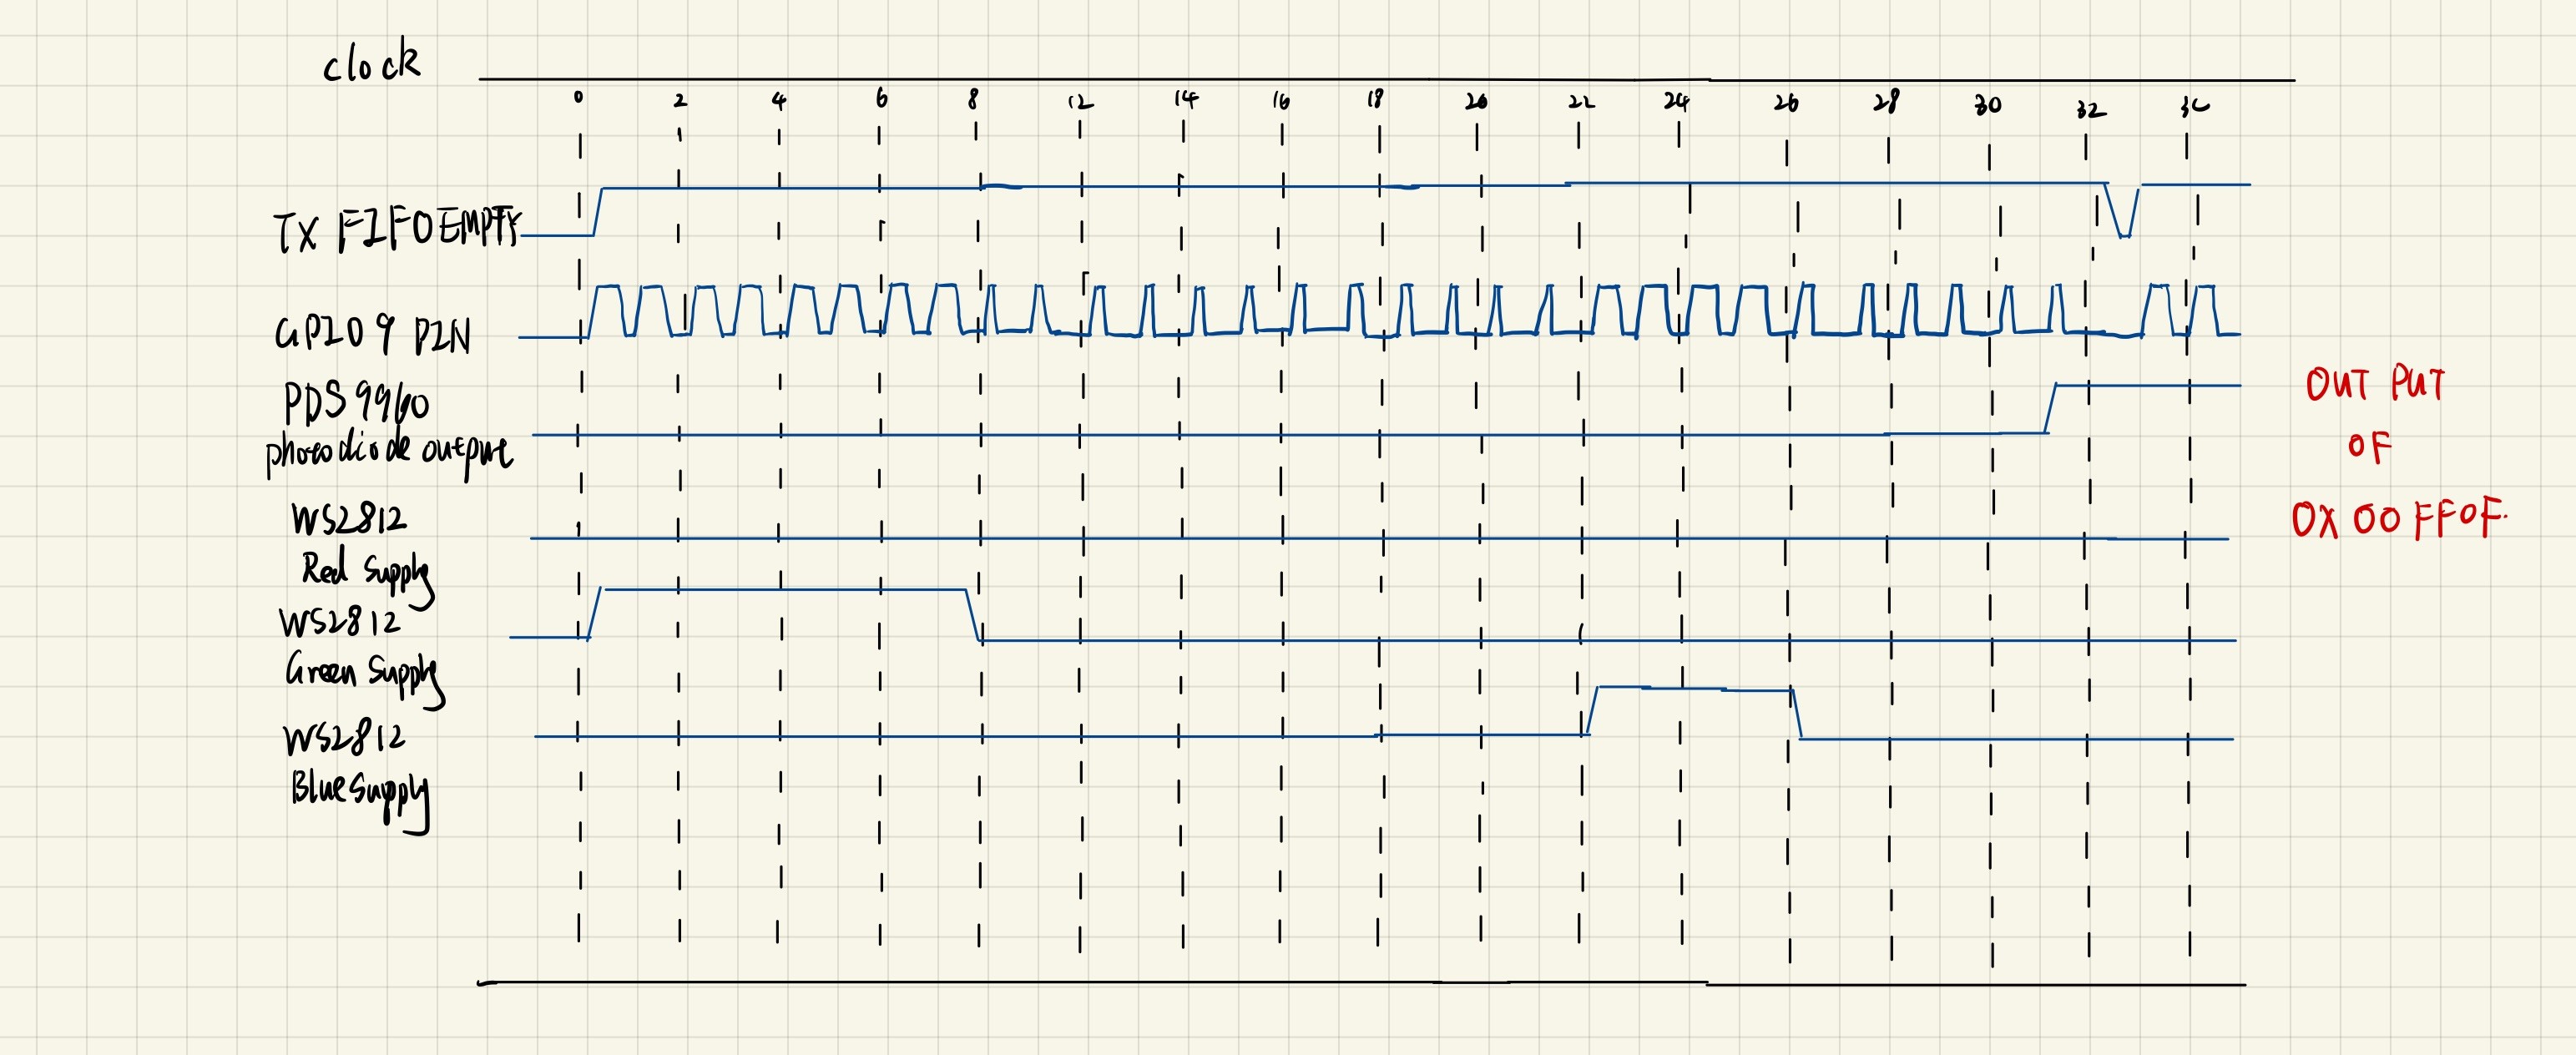 clock
0 2 4 6 8 12 14 16 18 20 22 24 26 28 30 32
TX FIFOEMPTY
GPIO 9 PIN
PDS 9960
photodiode output
WS2812
Red supply
WS2812
Green supply
WS2812
Blue supply
OUT PUT
OF
0X 00 FF0F.